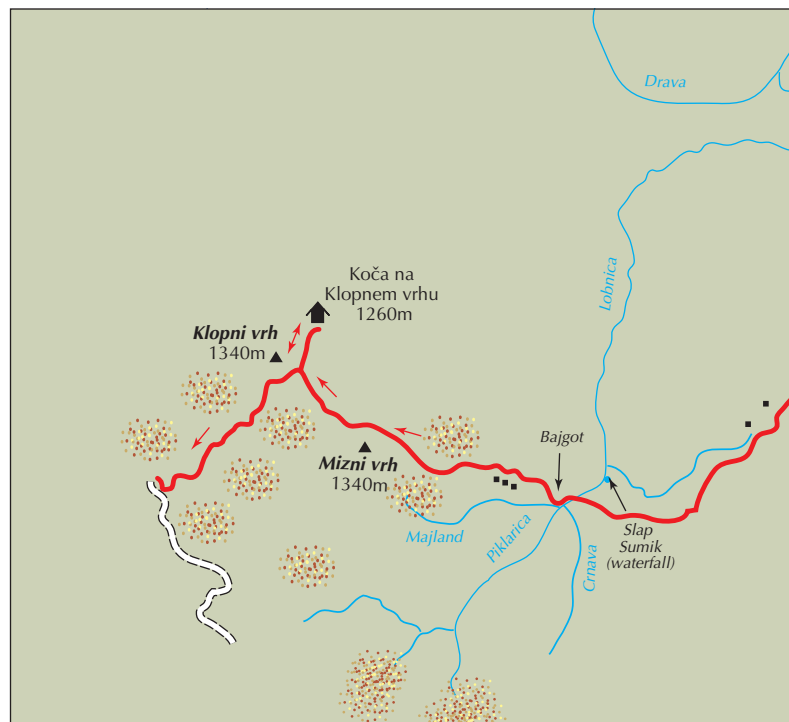 Drava
Lobnica
Koča na
Klopnem vrhu
1260m
Klopni vrh
1340m
Bajgot
Mizni vrh
1340m
Majland
Piklarica
Crnava
Slap
Sumik
(waterfall)